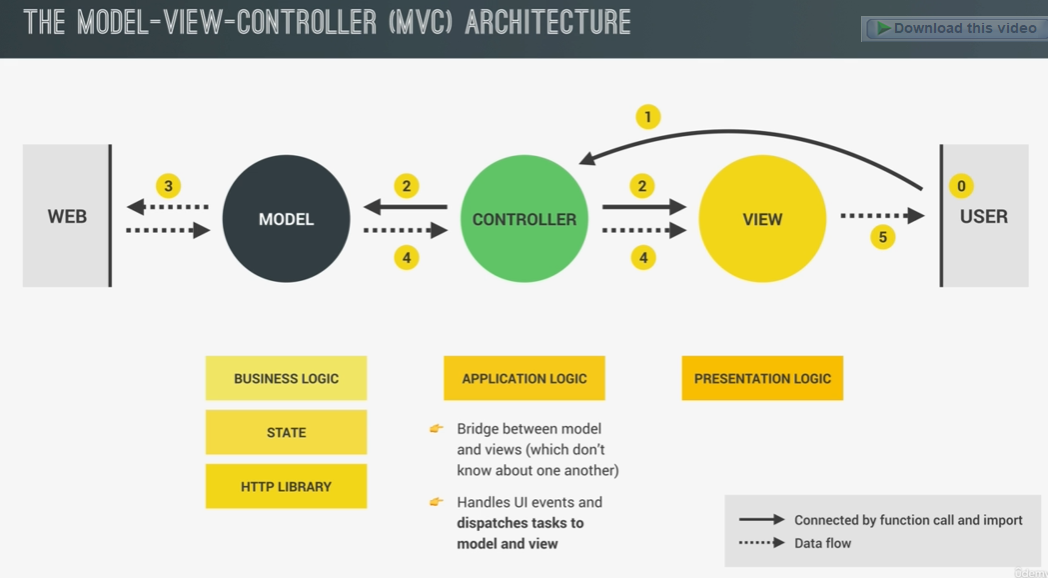 THE MODEL-VIEW-CONTROLLER (MVC) ARCHITECTURE
Download this video
1
3
2
2
0
WEB
MODEL
CONTROLLER
VIEW
USER
4
4
5
BUSINESS LOGIC
APPLICATION LOGIC
PRESENTATION LOGIC
STATE
HTTP LIBRARY
Bridge between model
and views (which don't
know about one another)
Handles UI events and
dispatches tasks to
model and view
Connected by function call and import
Data flow
ûdemy